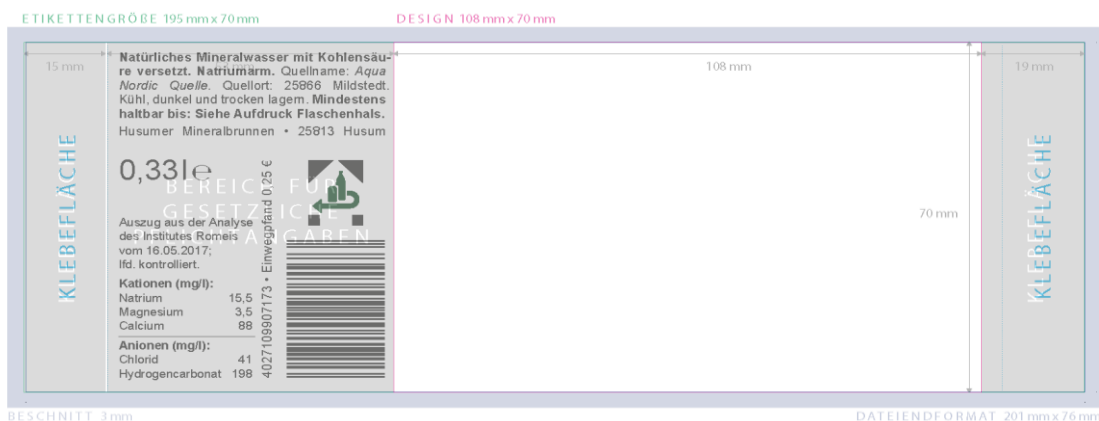 ETIKETTENGRÖßE 195 mm x 70 mm
DESIGN 108 mm x 70 mm
15 mm
Natürliches Mineralwasser mit Kohlensäu-
re versetzt. Natriumarm. Quellname: Aqua
Nordic Quelle. Quellort: 25866 Mildstedt.
Kühl, dunkel und trocken lagern. Mindestens
haltbar bis: Siehe Aufdruck Flaschenhals.
Husumer Mineralbrunnen • 25813 Husum
0,33l℮
BEREICH FÜR
GESETZLICHE
PFLICHTANGABEN
Auszug aus der Analyse
des Institutes Romeis
vom 16.05.2017;
lfd. kontrolliert.
Kationen (mg/l):
Natrium 15,5
Magnesium 3,5
Calcium 88
Anionen (mg/l):
Chlorid 41
Hydrogencarbonat 198
4027109907173 • Einwegpfand 0,25 €
KLEBEFLÄCHE
108 mm
70 mm
19 mm
KLEBEFLÄCHE
BESCHNITT 3 mm
DATEIENDFORMAT 201 mm x 76 mm